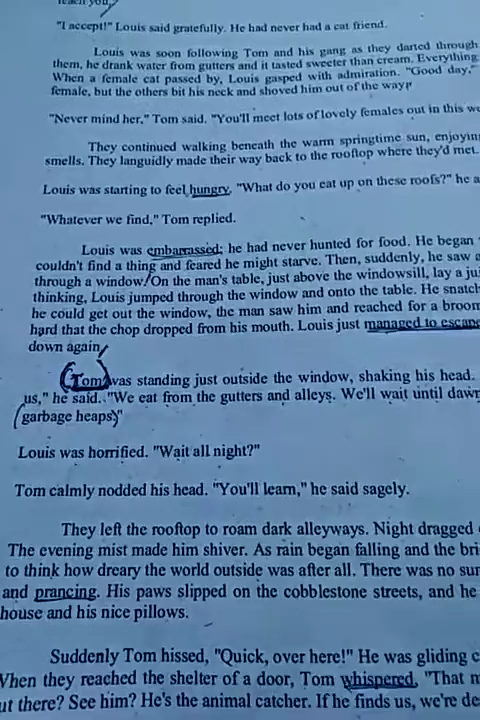 teach you,
"I accept!" Louis said gratefully. He had never had a cat friend.
Louis was soon following Tom and his gang as they darted through
them, he drank water from gutters and it tasted sweeter than cream. Everything
When a female cat passed by, Louis gasped with admiration. "Good day,"
female, but the others bit his neck and shoved him out of the way
"Never mind her," Tom said. "You'll meet lots of lovely females out in this
They continued walking beneath the warm springtime sun, enjoyin
smells. They languidly made their way back to the rooftop where they'd met.
Louis was starting to feel hungry. "What do you eat up on these roofs?" he a
"Whatever we find," Tom replied.
Louis was embarrassed; he had never hunted for food. He began
couldn't find a thing and feared he might starve. Then, suddenly, he saw a
through a window/On the man's table, just above the windowsill, lay a ju
thinking, Louis jumped through the window and onto the table. He snatch
he could get out the window, the man saw him and reached for a broom
hard that the chop dropped from his mouth. Louis just managed to escape
down again,
Tom was standing just outside the window, shaking his head.
us," he said. "We eat from the gutters and alleys. We'll wait until dawn
(garbage heaps)"
Louis was horrified. "Wait all night?"
Tom calmly nodded his head. "You'll learn," he said sagely.
They left the rooftop to roam dark alleyways. Night dragged
The evening mist made him shiver. As rain began falling and the bri
to think how dreary the world outside was after all. There was no sun
and prancing. His paws slipped on the cobblestone streets, and he
house and his nice pillows.
Suddenly Tom hissed, "Quick, over here!" He was gliding c
When they reached the shelter of a door, Tom whispered, "That m
ut there? See him? He's the animal catcher. If he finds us, we're de